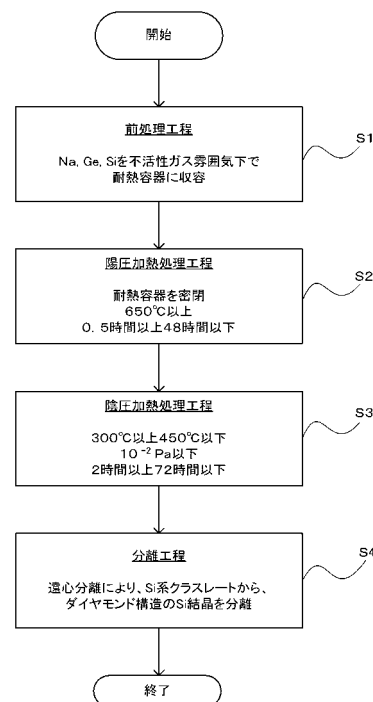 開始
前処理工程
Na, Ge, Siを不活性ガス雰囲気下で
耐熱容器に収容
S1
陽圧加熱処理工程
耐熱容器を密閉
650℃以上
0.5時間以上48時間以下
S2
陰圧加熱処理工程
300℃以上450℃以下
10⁻²Pa以下
2時間以上72時間以下
S3
分離工程
遠心分離により、Si系クラスレートから、
ダイヤモンド構造のSi結晶を分離
S4
終了